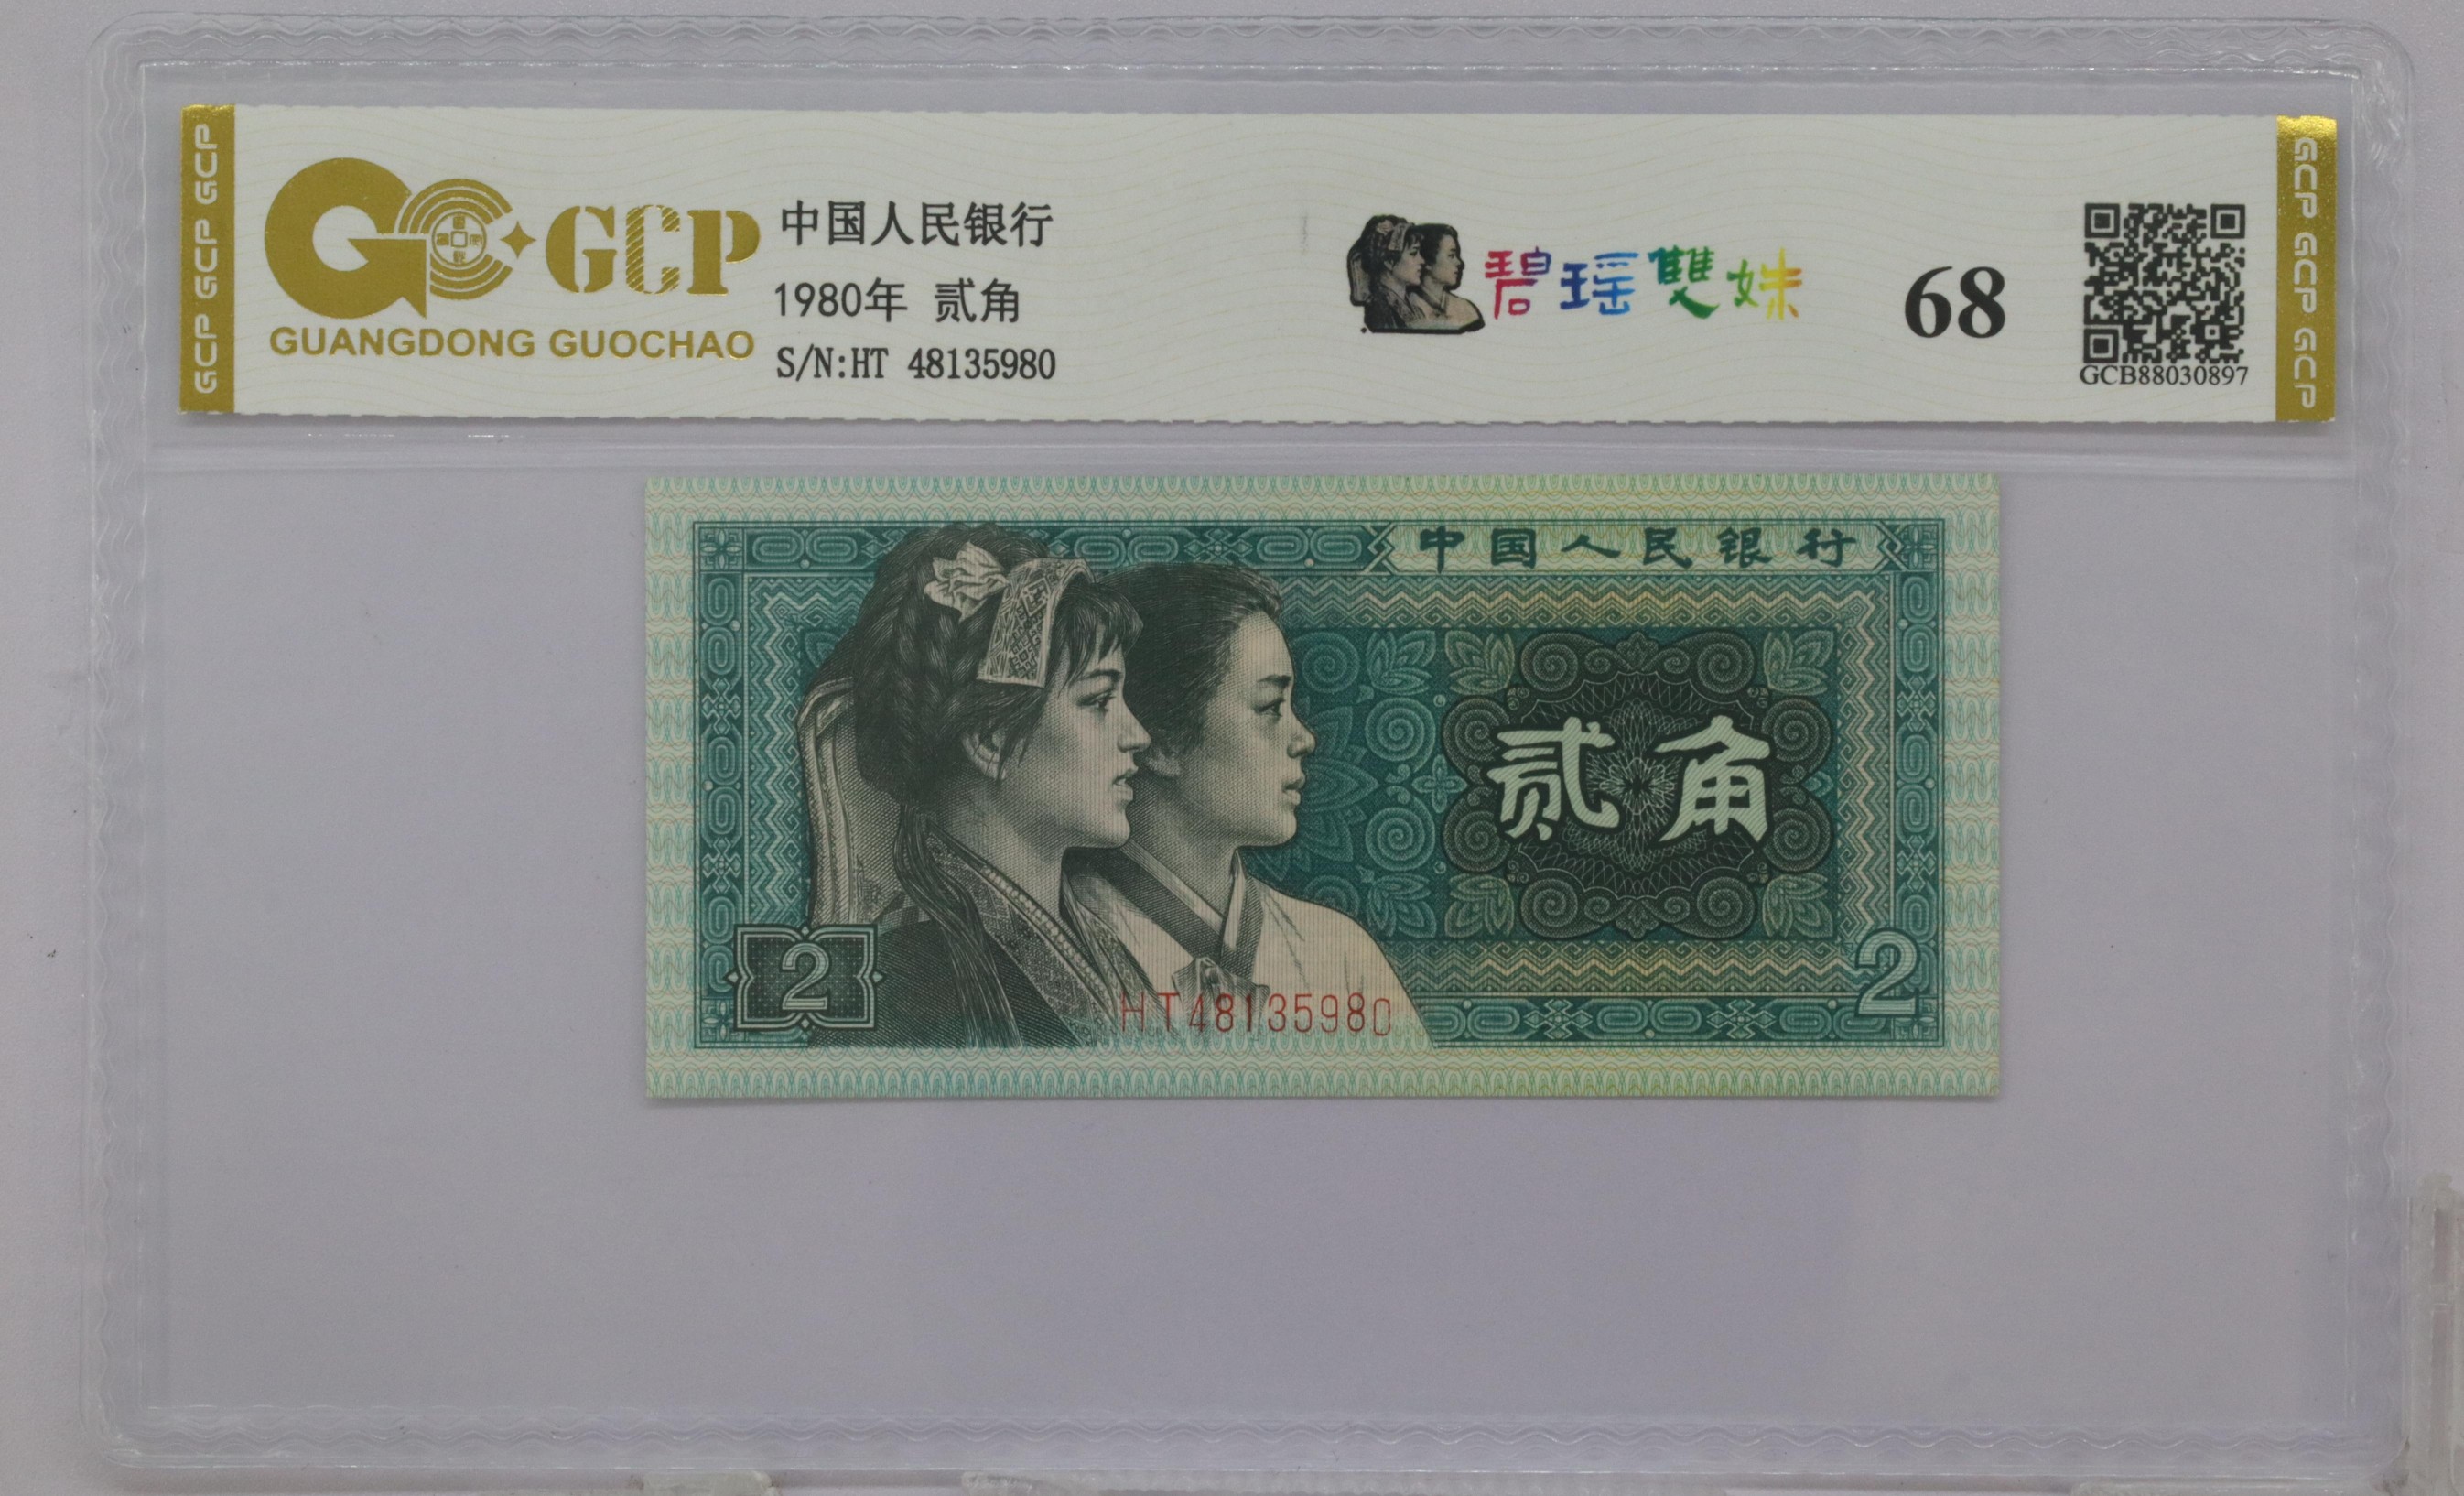 GCP GCP GCP
GCP
GUANGDONG GUOCHAO
中国人民银行
1980年 贰角
S/N:HT 48135980
碧瑶雙妹
68
GCB88030897
GCP GCP GCP
中国人民银行
贰角
2
2
HT48135980